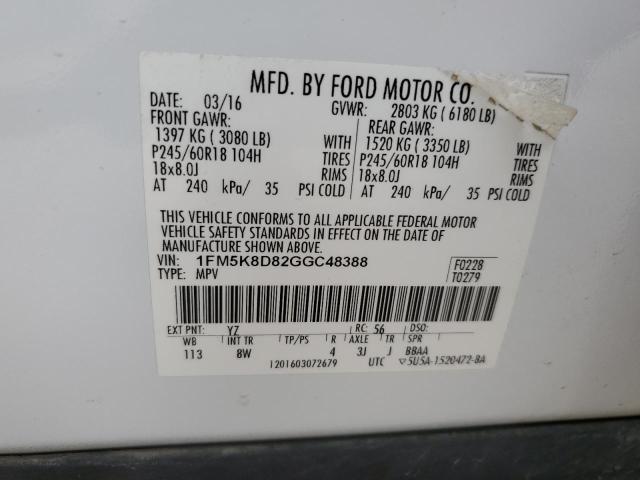 MFD. BY FORD MOTOR CO.
DATE: 03/16 GVWR: 2803 KG ( 6180 LB)
FRONT GAWR: REAR GAWR:
1397 KG ( 3080 LB) WITH 1520 KG ( 3350 LB) WITH
P245/60R18 104H TIRES P245/60R18 104H TIRES
18x8.0J RIMS 18x8.0J RIMS
AT 240 kPa/ 35 PSI COLD AT 240 kPa/ 35 PSI COLD
THIS VEHICLE CONFORMS TO ALL APPLICABLE FEDERAL MOTOR
VEHICLE SAFETY STANDARDS IN EFFECT ON THE DATE OF
MANUFACTURE SHOWN ABOVE.
VIN: 1FM5K8D82GGC48388 F0228
TYPE: MPV T0279
EXT PNT: YZ RC: 56 DSO:
WB INT TR TP/PS R AXLE TR SPR
113 8W 4 3J J BBAA
1201603072679 UTC ▽5U5A-1520472-BA